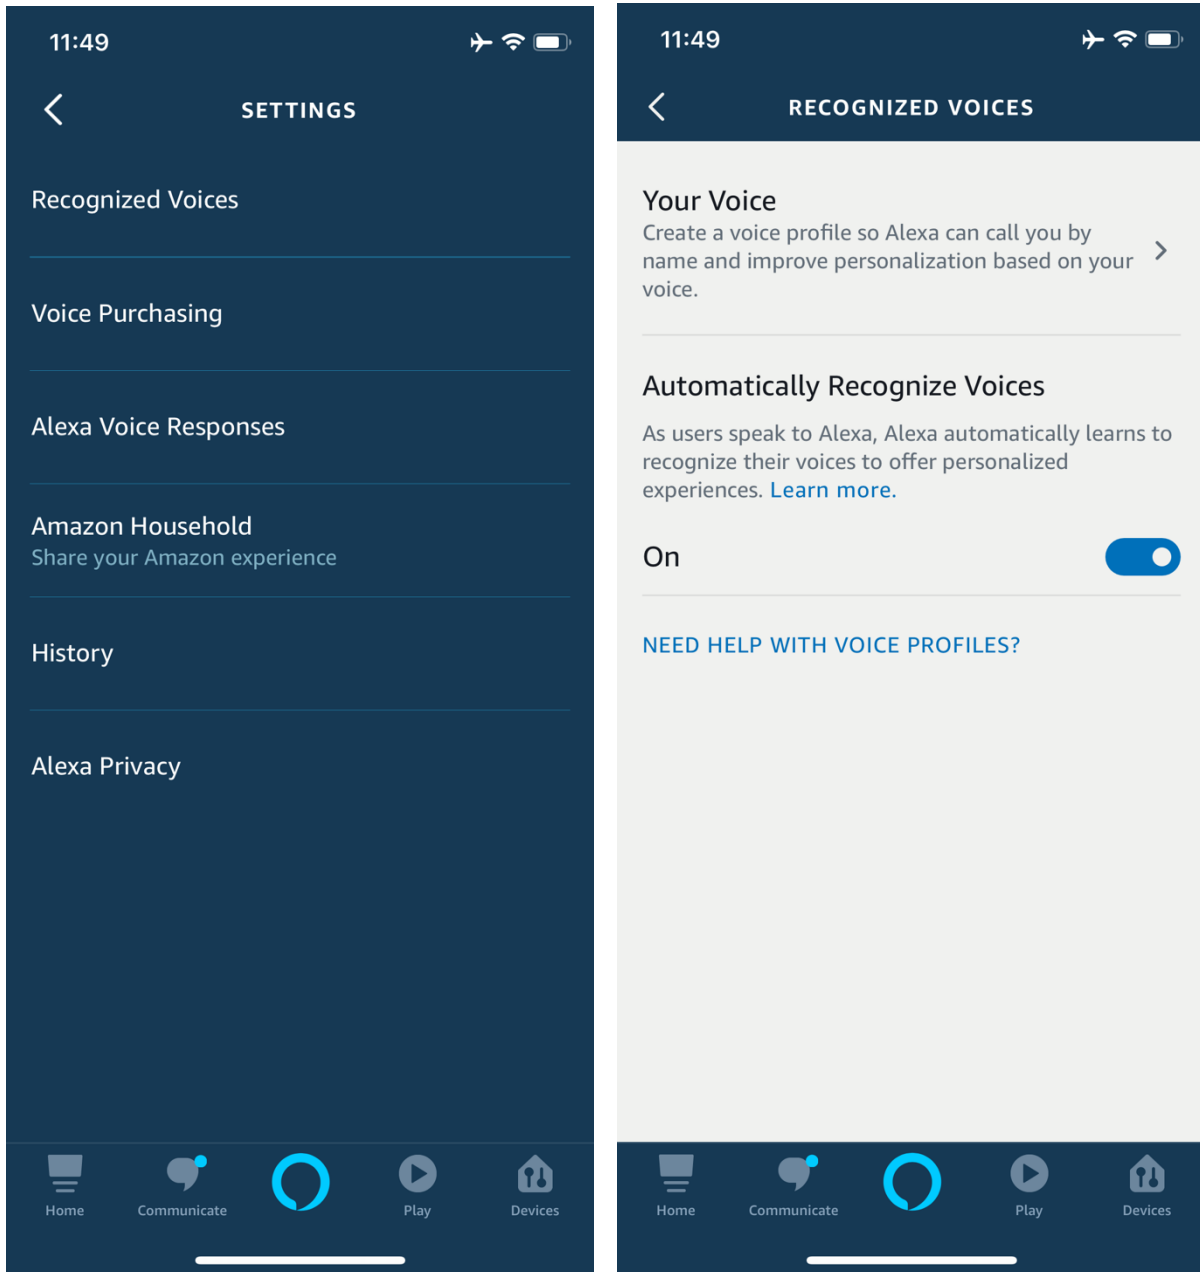 11:49
SETTINGS
Recognized Voices
Voice Purchasing
Alexa Voice Responses
Amazon Household
Share your Amazon experience
History
Alexa Privacy
Home
Communicate
Play
Devices
11:49
RECOGNIZED VOICES
Your Voice
Create a voice profile so Alexa can call you by
name and improve personalization based on your
voice.
Automatically Recognize Voices
As users speak to Alexa, Alexa automatically learns to
recognize their voices to offer personalized
experiences. Learn more.
On
NEED HELP WITH VOICE PROFILES?
Home
Communicate
Play
Devices